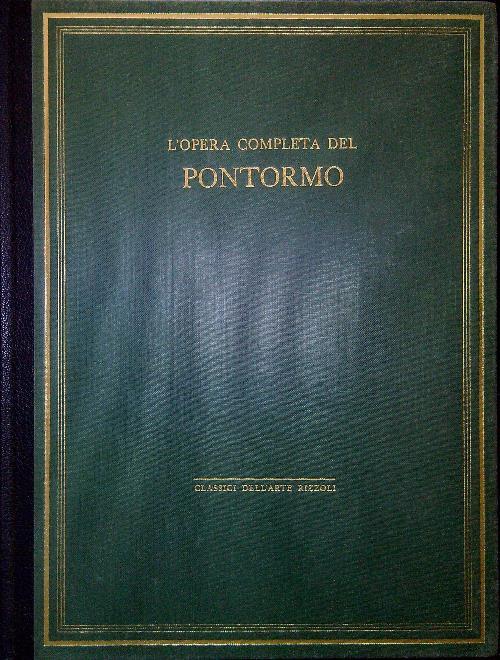 L'OPERA COMPLETA DEL
PONTORMO
CLASSICI DELL'ARTE RIZZOLI